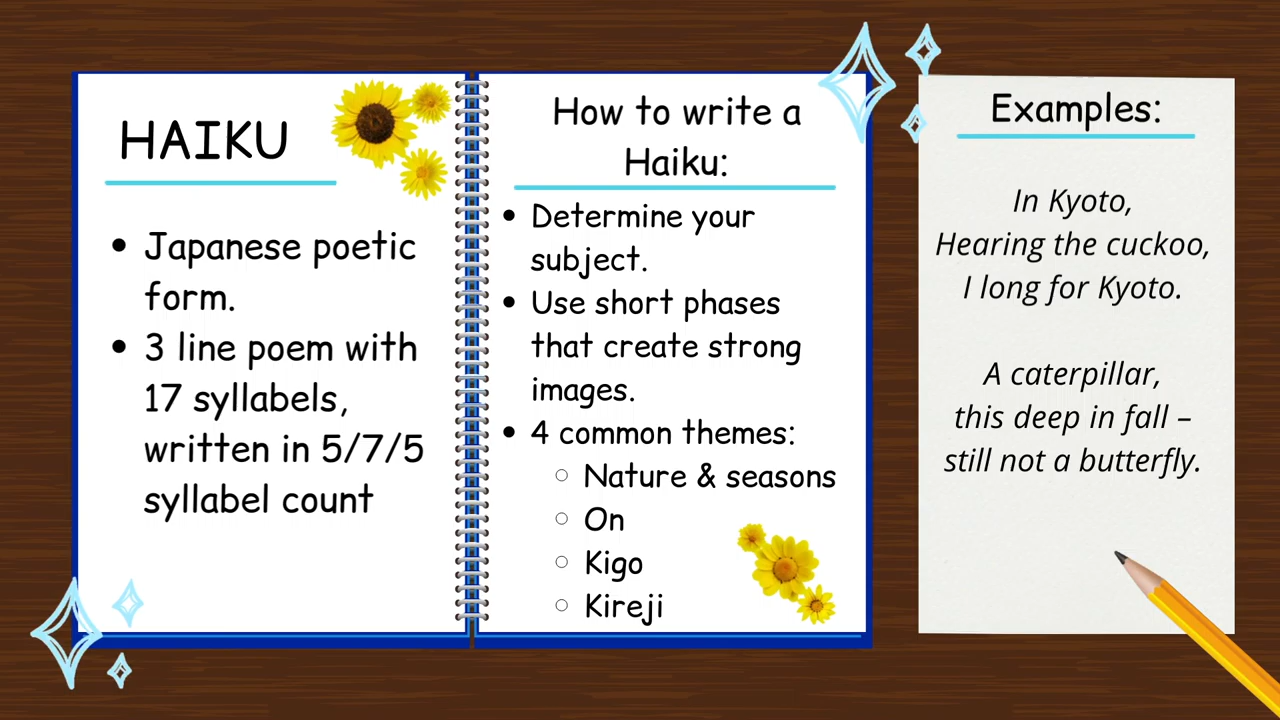 HAIKU
• Japanese poetic
form.
• 3 line poem with
17 syllabels,
written in 5/7/5
syllabel count
How to write a
Haiku:
• Determine your
subject.
• Use short phases
that create strong
images.
• 4 common themes:
○ Nature & seasons
○ On
○ Kigo
○ Kireji
Examples:
In Kyoto,
Hearing the cuckoo,
I long for Kyoto.
A caterpillar,
this deep in fall –
still not a butterfly.